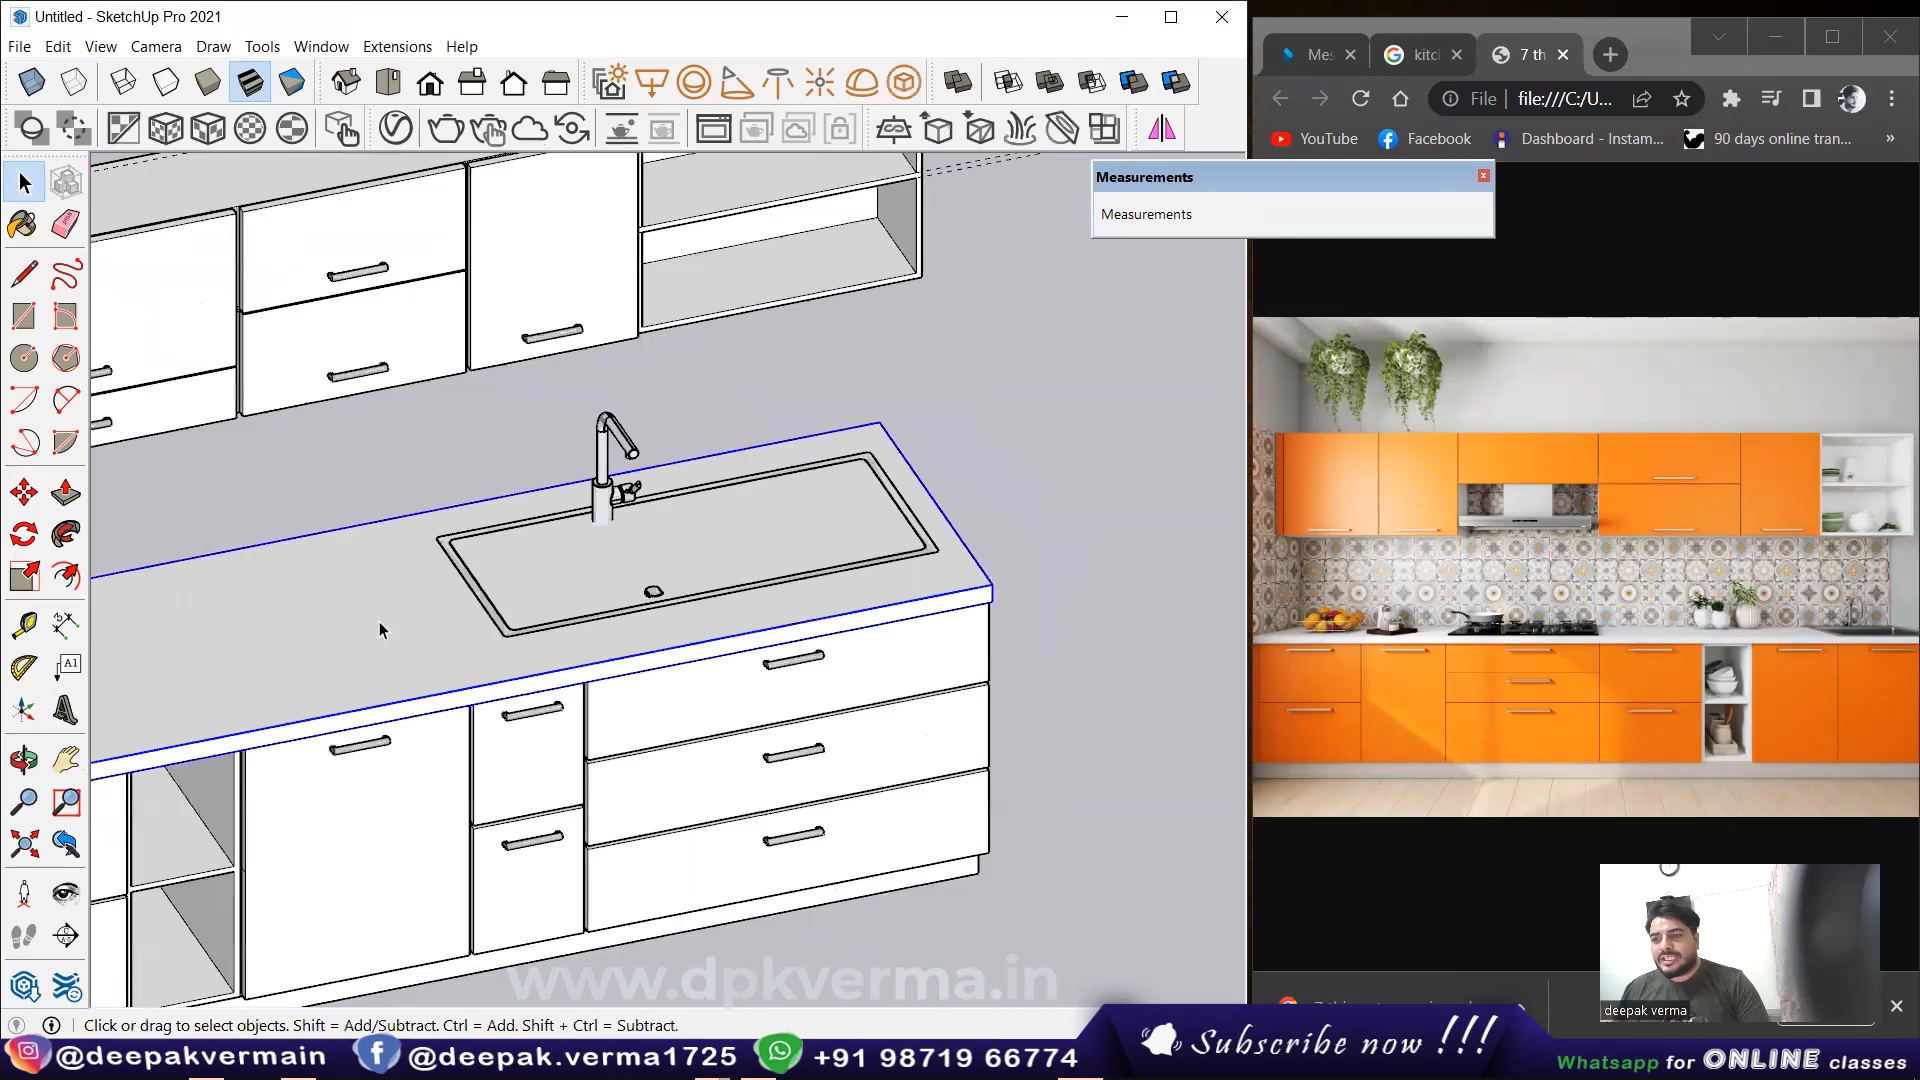 Untitled - SketchUp Pro 2021
File Edit View Camera Draw Tools Window Extensions Help
Mes
kitc
7 th
File
file:///C:/U...
YouTube Facebook Dashboard - Instam... 90 days online tran... »
Measurements
Measurements
A1
www.dpkverma.in
deepak verma
Click or drag to select objects. Shift = Add/Subtract. Ctrl = Add. Shift + Ctrl = Subtract.
@deepakvermain @deepak.verma1725 +91 98719 66774
Subscribe now !!!
Whatsapp for ONLINE classes